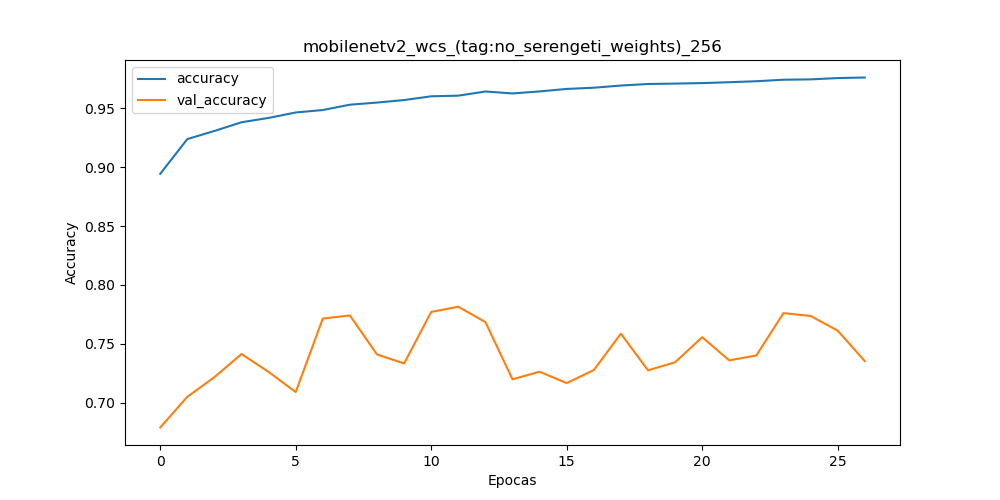 mobilenetv2_wcs_(tag:no_serengeti_weights)_256
accuracy
val_accuracy
Accuracy
0.95
0.90
0.85
0.80
0.75
0.70
0 5 10 15 20 25
Epocas